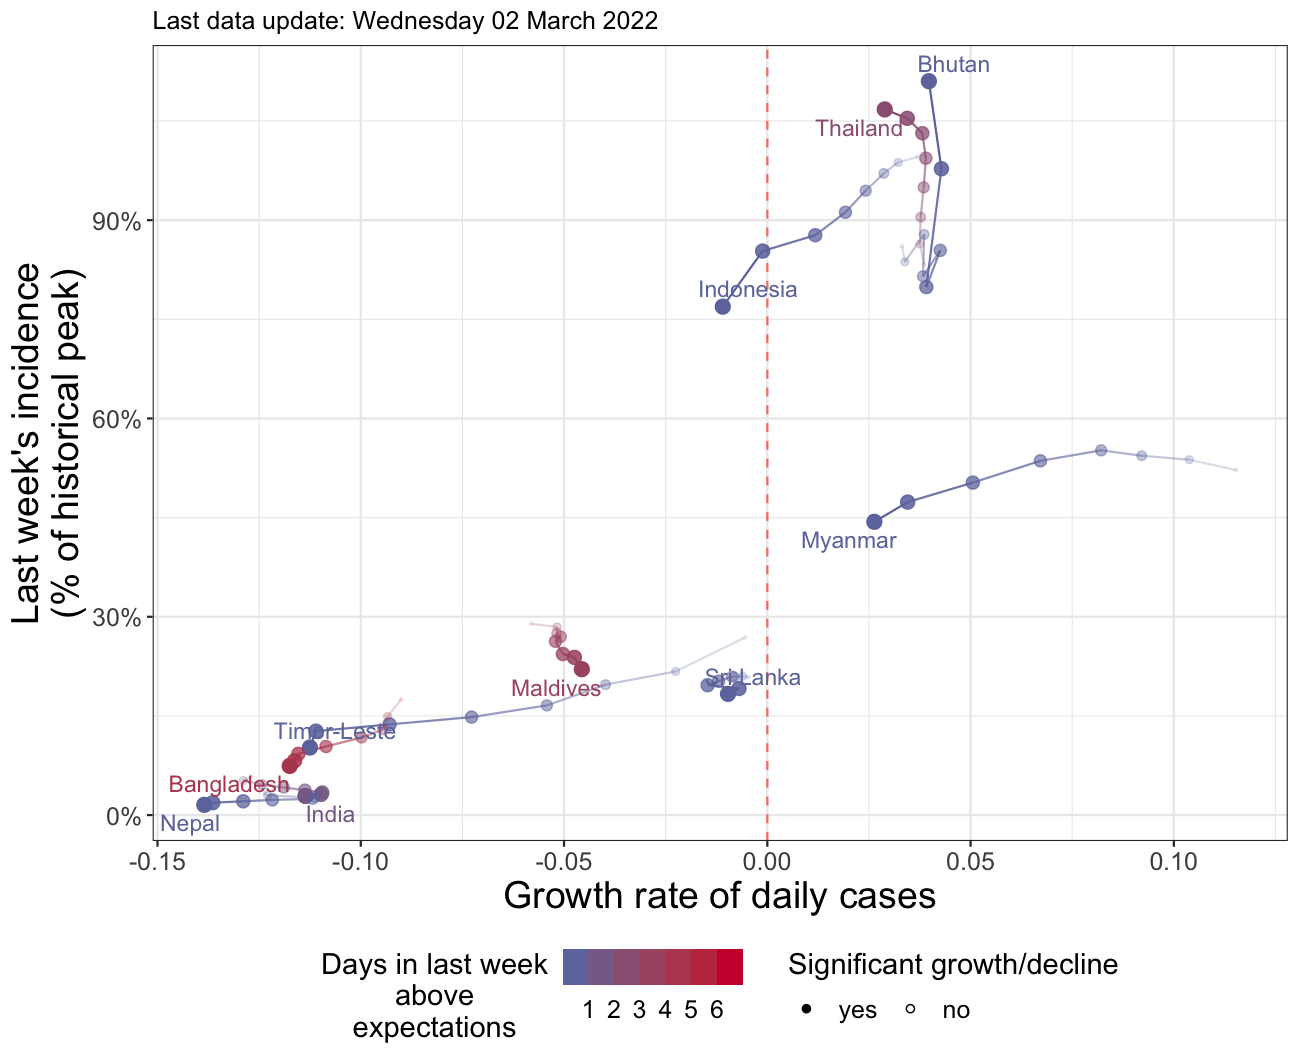 Last data update: Wednesday 02 March 2022
Bhutan
Thailand
90%
Indonesia
Last week's incidence
(% of historical peak)
60%
Myanmar
30%
Sri Lanka
Maldives
Timor-Leste
Bangladesh
India
0%
Nepal
-0.15 -0.10 -0.05 0.00 0.05 0.10
Growth rate of daily cases
Days in last week
above
expectations
1 2 3 4 5 6
Significant growth/decline
yes no